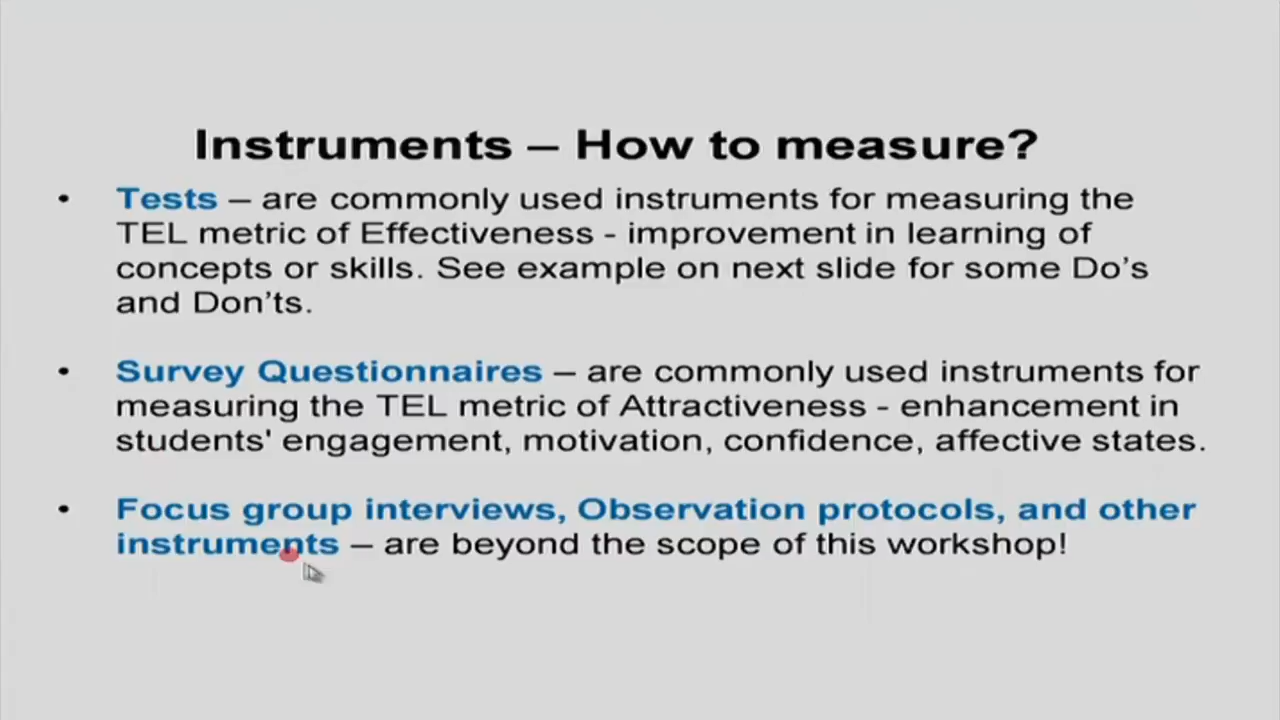 Instruments – How to measure?
• Tests – are commonly used instruments for measuring the
TEL metric of Effectiveness - improvement in learning of
concepts or skills. See example on next slide for some Do’s
and Don’ts.
• Survey Questionnaires – are commonly used instruments for
measuring the TEL metric of Attractiveness - enhancement in
students' engagement, motivation, confidence, affective states.
• Focus group interviews, Observation protocols, and other
instruments – are beyond the scope of this workshop!